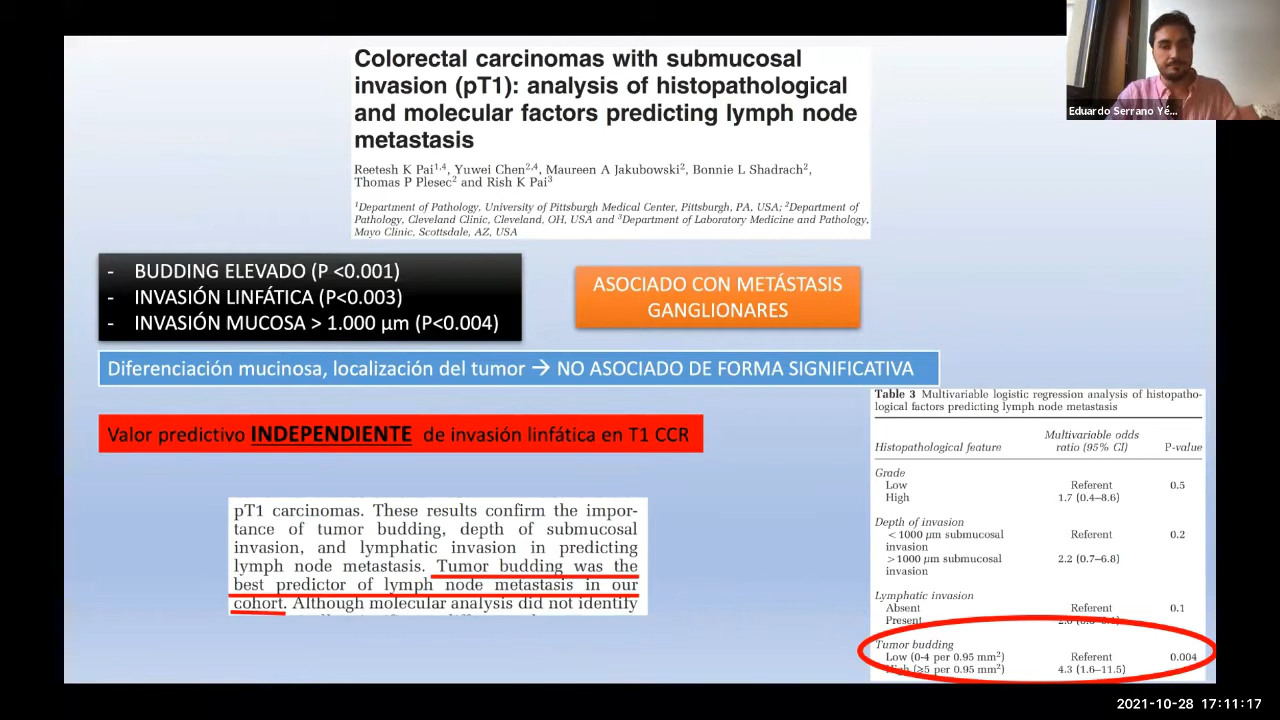 Colorectal carcinomas with submucosal
invasion (pT1): analysis of histopathological
and molecular factors predicting lymph node
metastasis
Reetesh K Pai1,4, Yuwei Chen2,4, Maureen A Jakubowski2, Bonnie L Shadrach2,
Thomas P Plesec2 and Rish K Pai3
1Department of Pathology, University of Pittsburgh Medical Center, Pittsburgh, PA, USA; 2Department of
Pathology, Cleveland Clinic, Cleveland, OH, USA and 3Department of Laboratory Medicine and Pathology,
Mayo Clinic, Scottsdale, AZ, USA
Eduardo Serrano Yé...
- BUDDING ELEVADO (P <0.001)
- INVASIÓN LINFÁTICA (P<0.003)
- INVASIÓN MUCOSA > 1.000 µm (P<0.004)
ASOCIADO CON METÁSTASIS
GANGLIONARES
Diferenciación mucinosa, localización del tumor → NO ASOCIADO DE FORMA SIGNIFICATIVA
Valor predictivo INDEPENDIENTE de invasión linfática en T1 CCR
pT1 carcinomas. These results confirm the impor-
tance of tumor budding, depth of submucosal
invasion, and lymphatic invasion in predicting
lymph node metastasis. Tumor budding was the
best predictor of lymph node metastasis in our
cohort. Although molecular analysis did not identify
Table 3 Multivariable logistic regression analysis of histopatho-
logical factors predicting lymph node metastasis
Histopathological feature Multivariable odds ratio (95% CI) P-value
Grade
Low Referent 0.5
High 1.7 (0.4–8.6)
Depth of invasion
<1000 µm submucosal invasion Referent 0.2
>1000 µm submucosal invasion 2.2 (0.7–6.8)
Lymphatic invasion
Absent Referent 0.1
Present
Tumor budding
Low (0-4 per 0.95 mm2) Referent 0.004
High (≥5 per 0.95 mm2) 4.3 (1.6–11.5)
2021-10-28 17:11:17